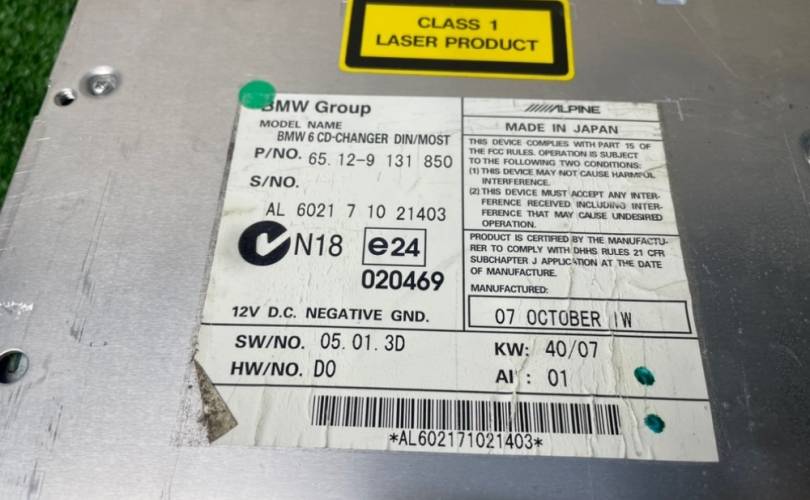 CLASS 1
LASER PRODUCT
BMW Group
MODEL NAME
BMW 6 CD-CHANGER DIN/MOST
P/NO. 65.12-9 131 850
S/NO.
AL 6021 7 10 21403
N18 e24
020469
12V D.C. NEGATIVE GND.
ALPINE
MADE IN JAPAN
THIS DEVICE COMPLIES WITH PART 15 OF
THE FCC RULES. OPERATION IS SUBJECT
TO THE FOLLOWING TWO CONDITIONS:
(1) THIS DEVICE MAY NOT CAUSE HARMFUL
INTERFERENCE.
(2) THIS DEVICE MUST ACCEPT ANY INTER-
FERENCE RECEIVED INCLUDING INTER-
FERENCE THAT MAY CAUSE UNDESIRED
OPERATION.
PRODUCT IS CERTIFIED BY THE MANUFACTU-
RER TO COMPLY WITH DHHS RULES 21 CFR
SUBCHAPTER J APPLICATION AT THE DATE
OF MANUFACTURE.
MANUFACTURED:
07 OCTOBER IW
SW/NO. 05.01.3D
HW/NO. D0
KW: 40/07
AI : 01
*AL602171021403*